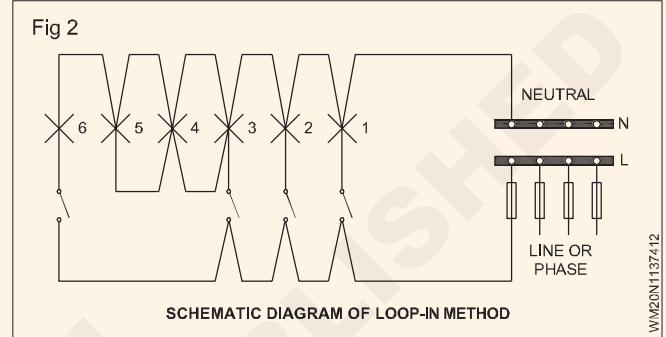 Fig 2
NEUTRAL
N
L
6 5 4 3 2 1
LINE OR
PHASE
SCHEMATIC DIAGRAM OF LOOP-IN METHOD
WM20N1137412